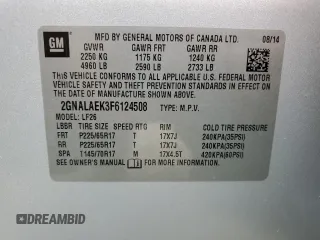 GM
MFD BY GENERAL MOTORS OF CANADA LTD. 08/14
GVWR GAWR FRT GAWR RR
2250 KG 1175 KG 1240 KG
4960 LB 2590 LB 2733 LB
THIS VEHICLE CONFORMS TO ALL APPLICABLE U.S. FEDERAL
MOTOR VEHICLE SAFETY, BUMPER, AND THEFT PREVENTION
STANDARDS IN EFFECT ON THE DATE OF MANUFACTURE SHOWN ABOVE.
2GNALAEK3F6124508 TYPE: M.P.V.
MODEL: LF26
LBBR TIRE SIZE RIM COLD TIRE PRESSURE
FRT P225/65R17 T 17X7J 240KPA(35PSI)
RR P225/65R17 T 17X7J 240KPA(35PSI)
SPA T145/70R17 M 17X4.5T 420KPA(60PSI)
SEE OWNER'S MANUAL FOR ADDITIONAL INFORMATION.
DREAMBID